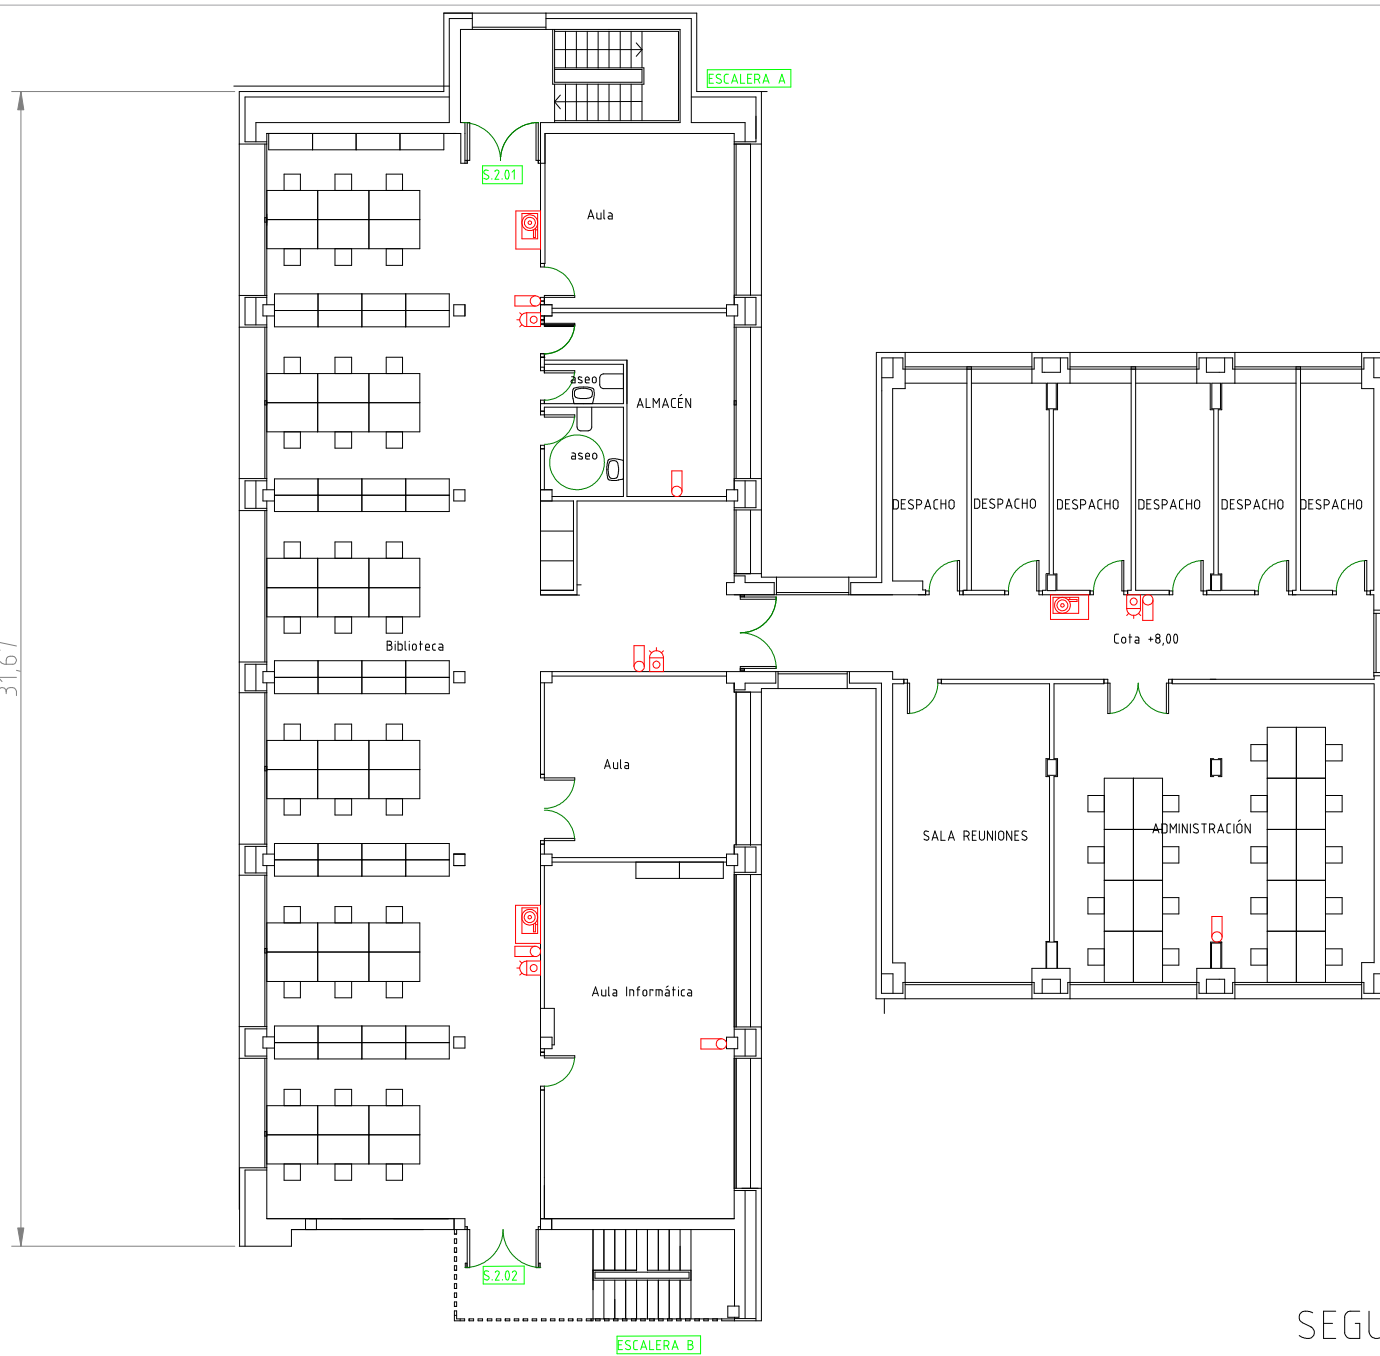 ESCALERA A
S.2.01
Aula
aseo
ALMACÉN
aseo
DESPACHO
DESPACHO
DESPACHO
DESPACHO
DESPACHO
DESPACHO
Biblioteca
Cota +8,00
31,67
Aula
SALA REUNIONES
ADMINISTRACIÓN
Aula Informática
S.2.02
ESCALERA B
SEGU